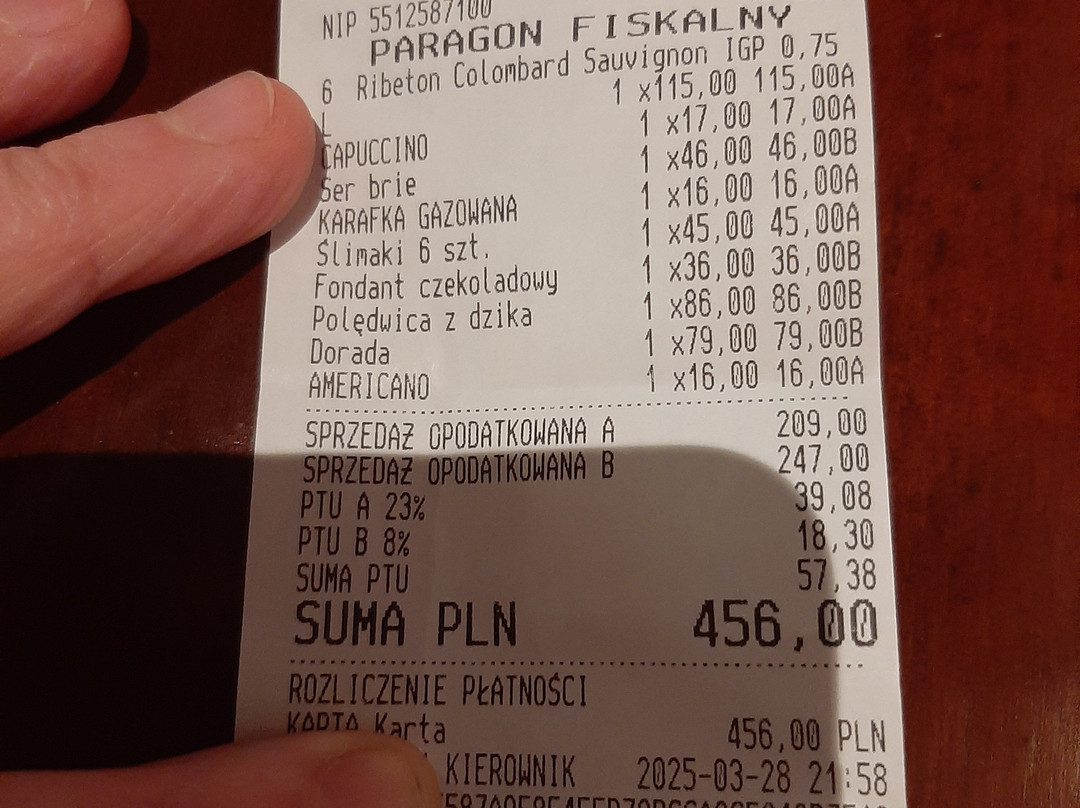 NIP 5512587100
PARAGON FISKALNY
6 Ribeton Colombard Sauvignon IGP 0,75
L 1 x115,00 115,00A
CAPUCCINO 1 x17,00 17,00A
Ser brie 1 x46,00 46,00B
KARAFKA GAZOWANA 1 x16,00 16,00A
Ślimaki 6 szt. 1 x45,00 45,00A
Fondant czekoladowy 1 x36,00 36,00B
Polędwica z dzika 1 x86,00 86,00B
Dorada 1 x79,00 79,00B
AMERICANO 1 x16,00 16,00A
SPRZEDAŻ OPODATKOWANA A 209,00
SPRZEDAŻ OPODATKOWANA B 247,00
PTU A 23% 39,08
PTU B 8% 18,30
SUMA PTU 57,38
SUMA PLN 456,00
ROZLICZENIE PŁATNOŚCI
KARTA Karta 456,00 PLN
KIEROWNIK 2025-03-28 21:58